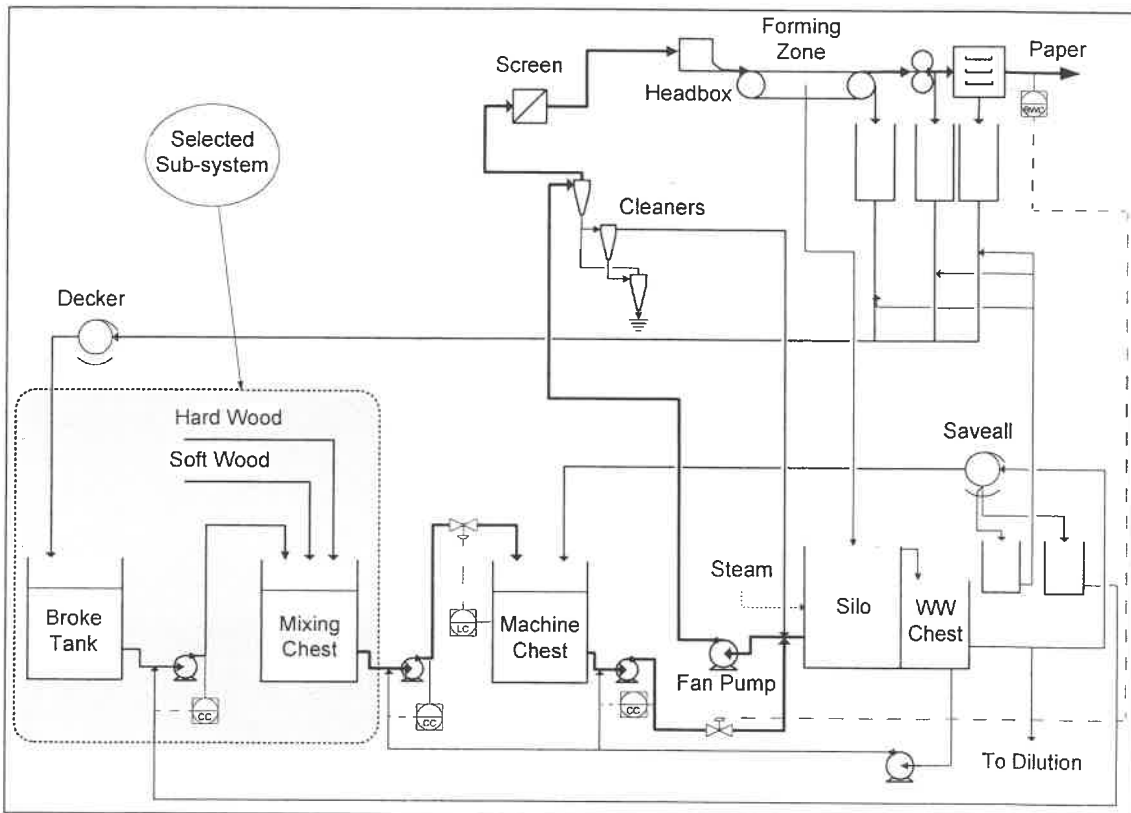 Forming
Zone
Paper
Screen
Headbox
BWC
Selected
Sub-system
Cleaners
Decker
Hard Wood
Soft Wood
Saveall
Steam
Broke
Tank
Mixing
Chest
LC
Machine
Chest
Silo
WW
Chest
Fan Pump
CC
CC
CC
To Dilution